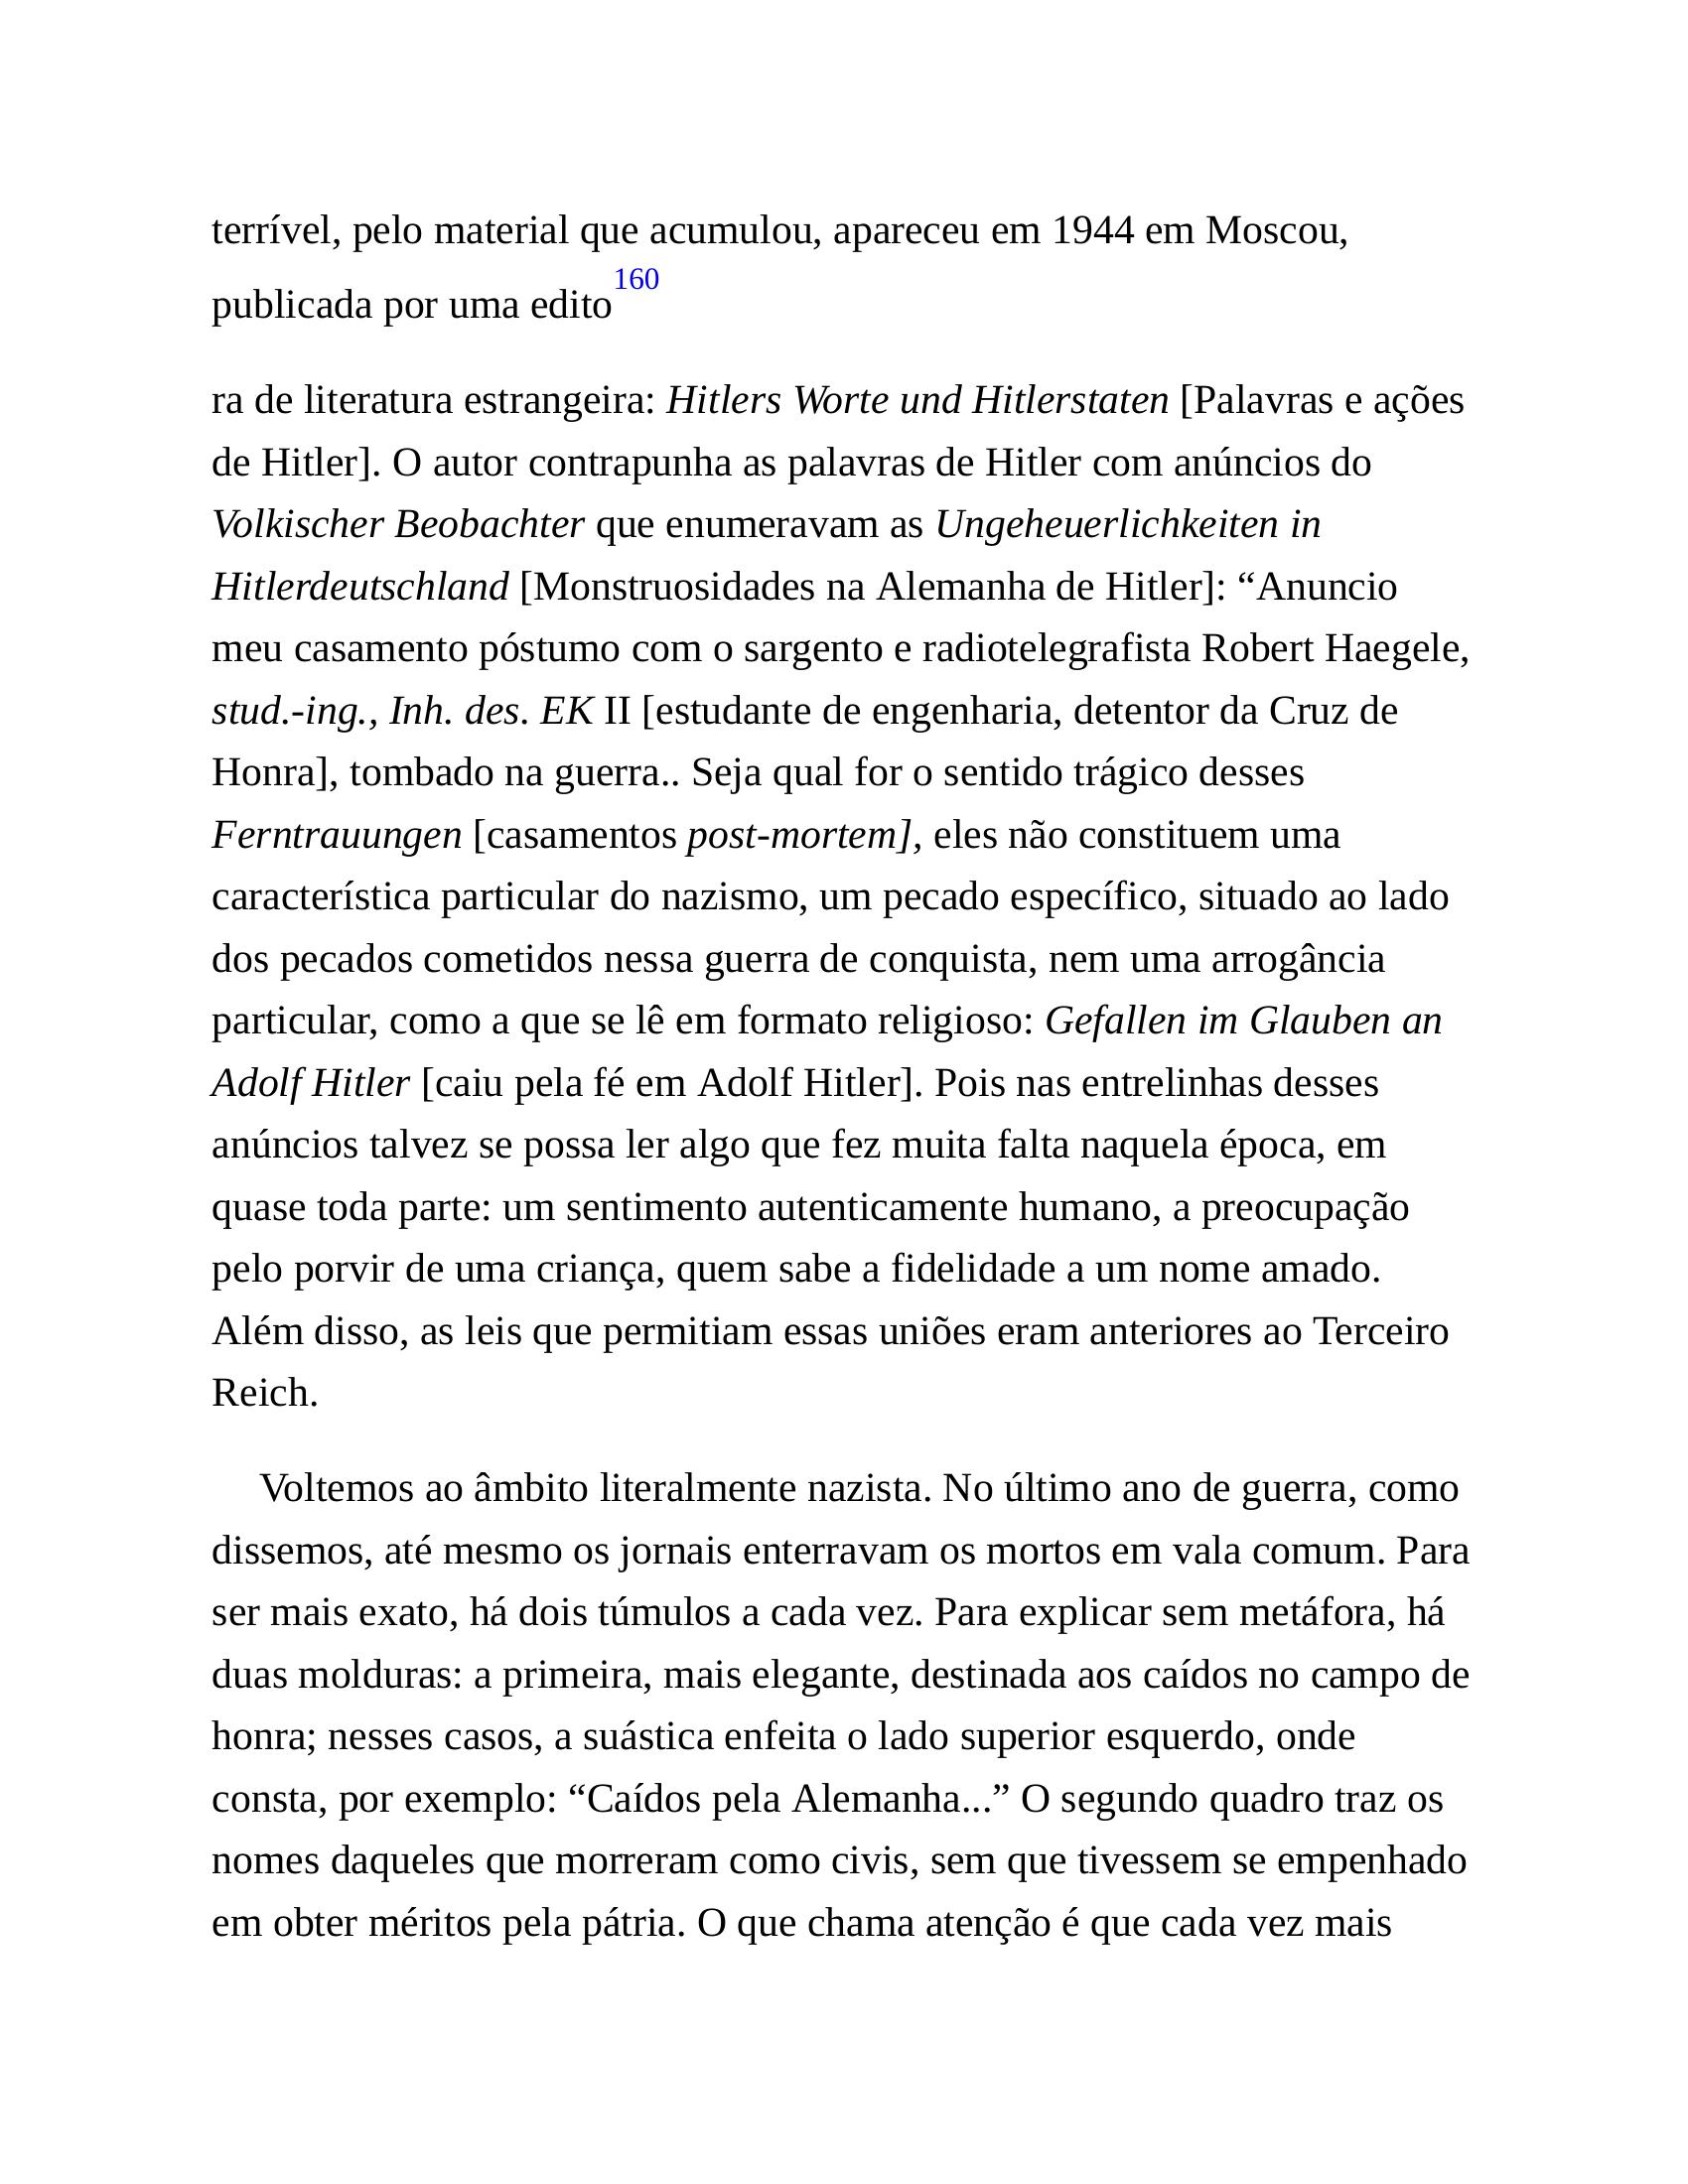 terrível, pelo material que acumulou, apareceu em 1944 em Moscou,
publicada por uma edito160
ra de literatura estrangeira: Hitlers Worte und Hitlerstaten [Palavras e ações
de Hitler]. O autor contrapunha as palavras de Hitler com anúncios do
Volkischer Beobachter que enumeravam as Ungeheuerlichkeiten in
Hitlerdeutschland [Monstruosidades na Alemanha de Hitler]: “Anuncio
meu casamento póstumo com o sargento e radiotelegrafista Robert Haegele,
stud.-ing., Inh. des. EK II [estudante de engenharia, detentor da Cruz de
Honra], tombado na guerra.. Seja qual for o sentido trágico desses
Ferntrauungen [casamentos post-mortem], eles não constituem uma
característica particular do nazismo, um pecado específico, situado ao lado
dos pecados cometidos nessa guerra de conquista, nem uma arrogância
particular, como a que se lê em formato religioso: Gefallen im Glauben an
Adolf Hitler [caiu pela fé em Adolf Hitler]. Pois nas entrelinhas desses
anúncios talvez se possa ler algo que fez muita falta naquela época, em
quase toda parte: um sentimento autenticamente humano, a preocupação
pelo porvir de uma criança, quem sabe a fidelidade a um nome amado.
Além disso, as leis que permitiam essas uniões eram anteriores ao Terceiro
Reich.
Voltemos ao âmbito literalmente nazista. No último ano de guerra, como
dissemos, até mesmo os jornais enterravam os mortos em vala comum. Para
ser mais exato, há dois túmulos a cada vez. Para explicar sem metáfora, há
duas molduras: a primeira, mais elegante, destinada aos caídos no campo de
honra; nesses casos, a suástica enfeita o lado superior esquerdo, onde
consta, por exemplo: “Caídos pela Alemanha...” O segundo quadro traz os
nomes daqueles que morreram como civis, sem que tivessem se empenhado
em obter méritos pela pátria. O que chama atenção é que cada vez mais